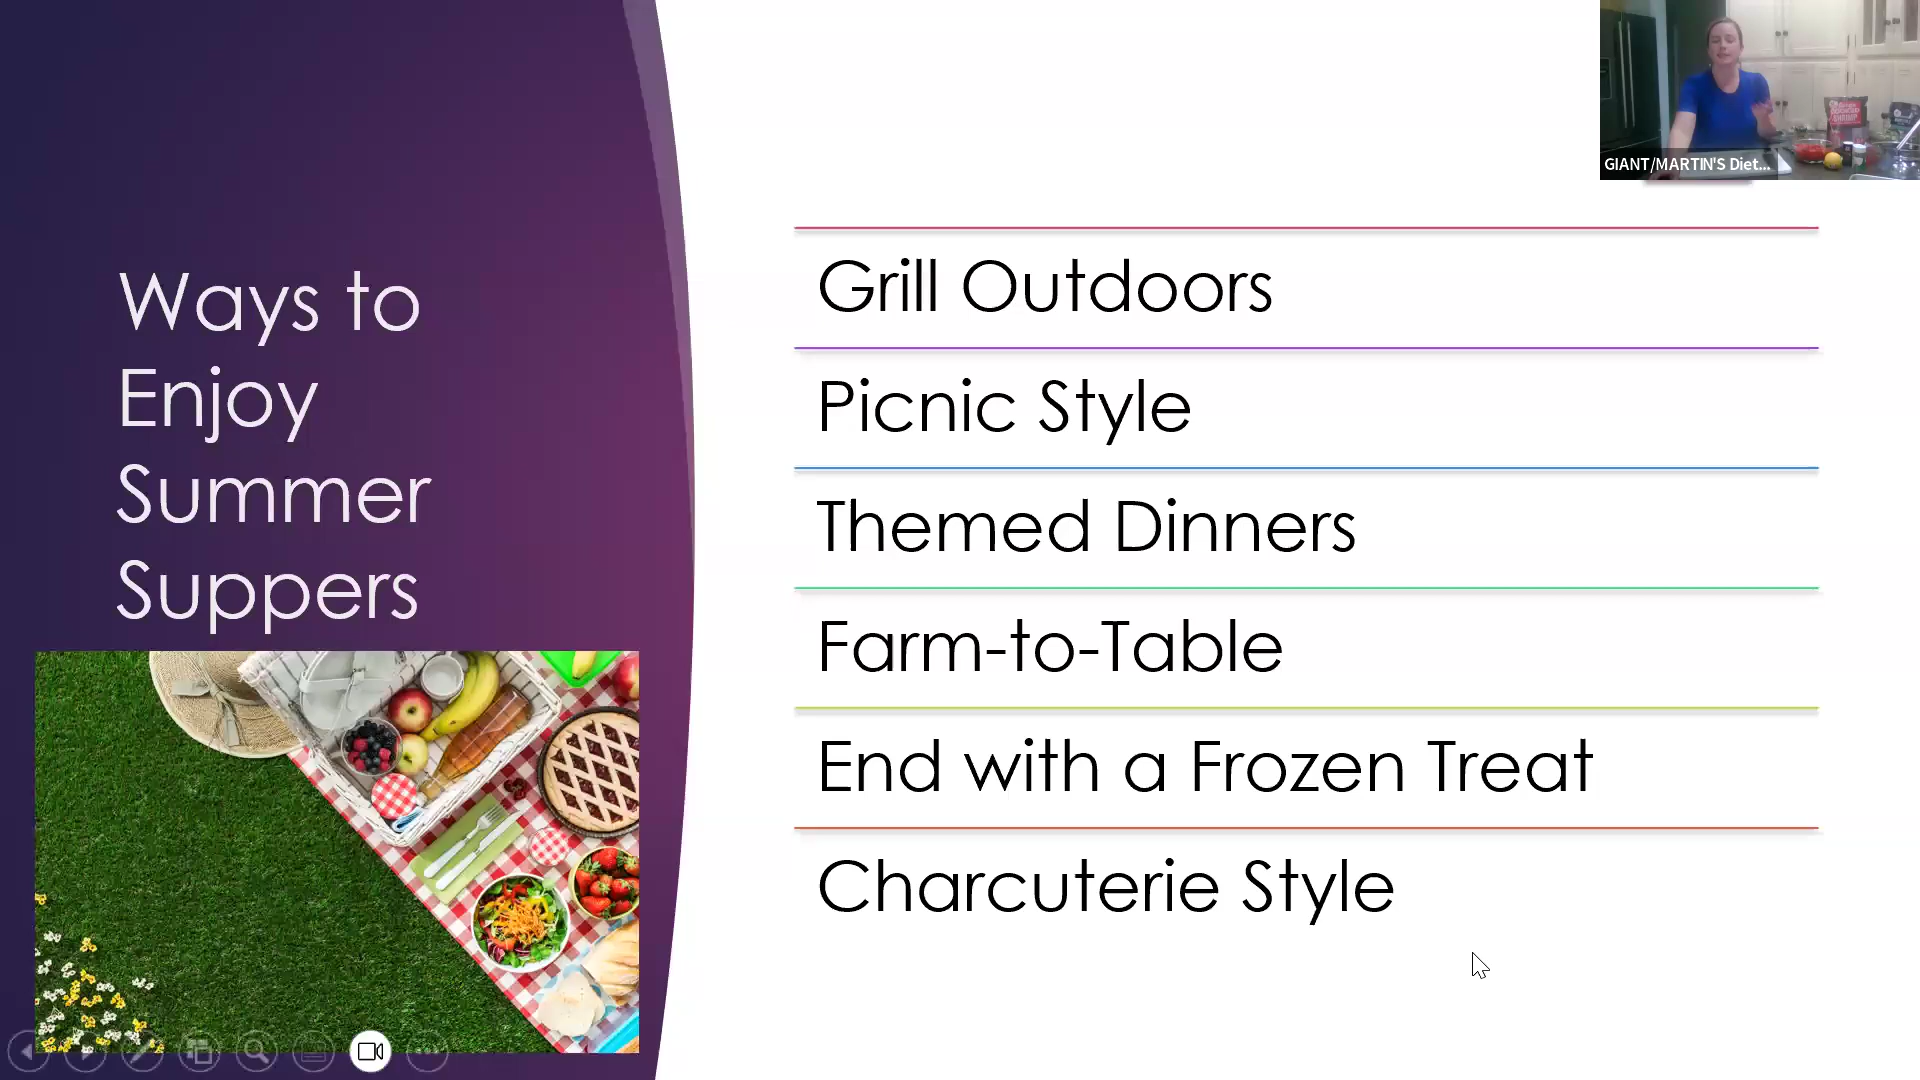 Ways to
Enjoy
Summer
Suppers
Grill Outdoors
Picnic Style
Themed Dinners
Farm-to-Table
End with a Frozen Treat
Charcuterie Style
GIANT/MARTIN'S Diet...
SHRIMP